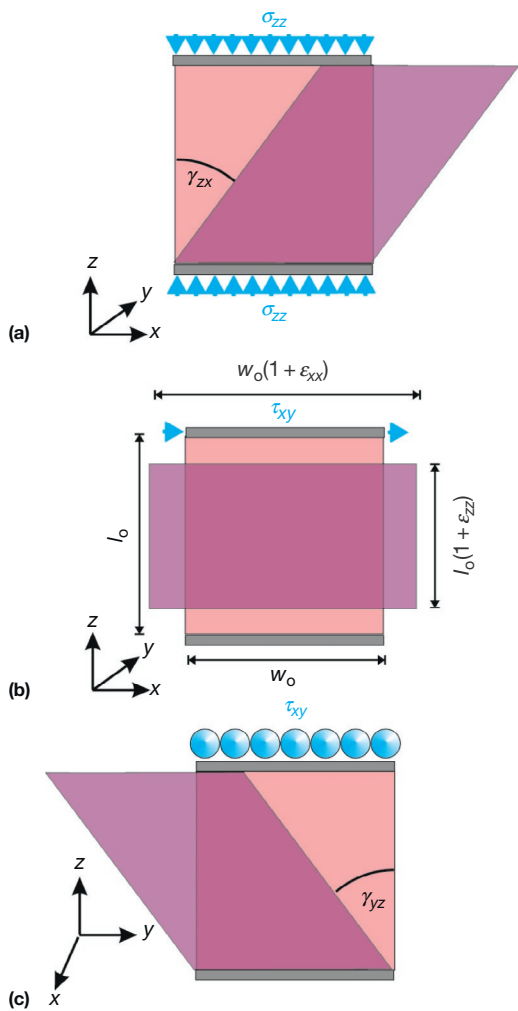 σzz
γzx
z
y
x
σzz
(a)
wo(1 + εxx)
τxy
lo
lo(1 + εzz)
z
y
x
(b)
wo
τxy
z
y
x
γyz
(c)